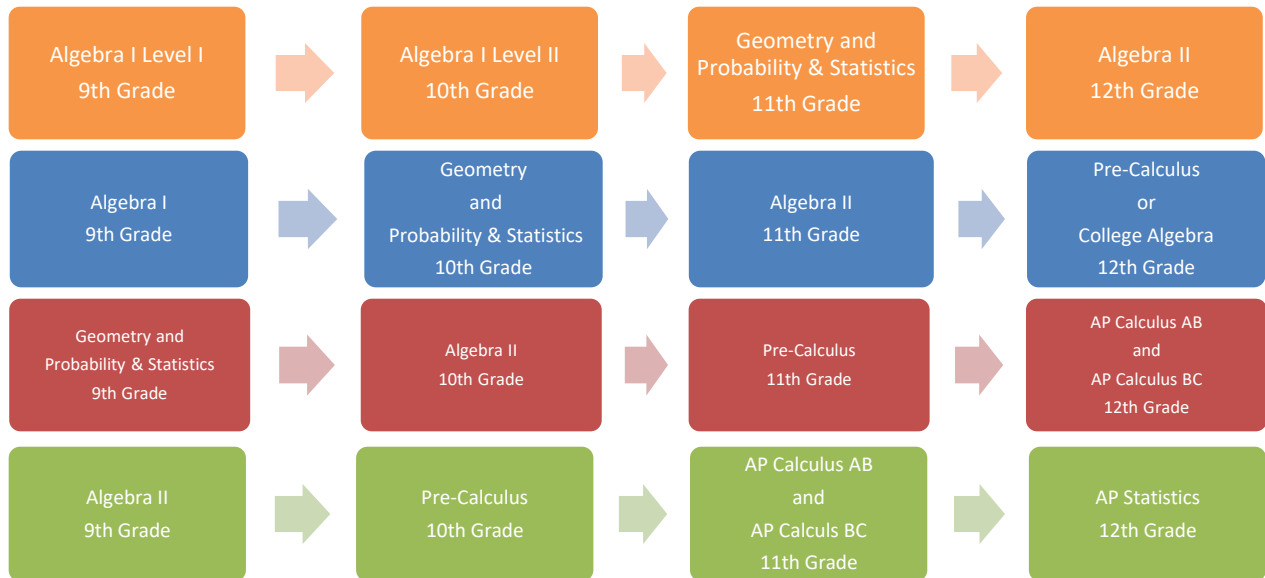 Algebra I Level I
9th Grade
Algebra I Level II
10th Grade
Geometry and
Probability & Statistics
11th Grade
Algebra II
12th Grade
Algebra I
9th Grade
Geometry
and
Probability & Statistics
10th Grade
Algebra II
11th Grade
Pre-Calculus
or
College Algebra
12th Grade
Geometry and
Probability & Statistics
9th Grade
Algebra II
10th Grade
Pre-Calculus
11th Grade
AP Calculus AB
and
AP Calculus BC
12th Grade
Algebra II
9th Grade
Pre-Calculus
10th Grade
AP Calculus AB
and
AP Calculs BC
11th Grade
AP Statistics
12th Grade